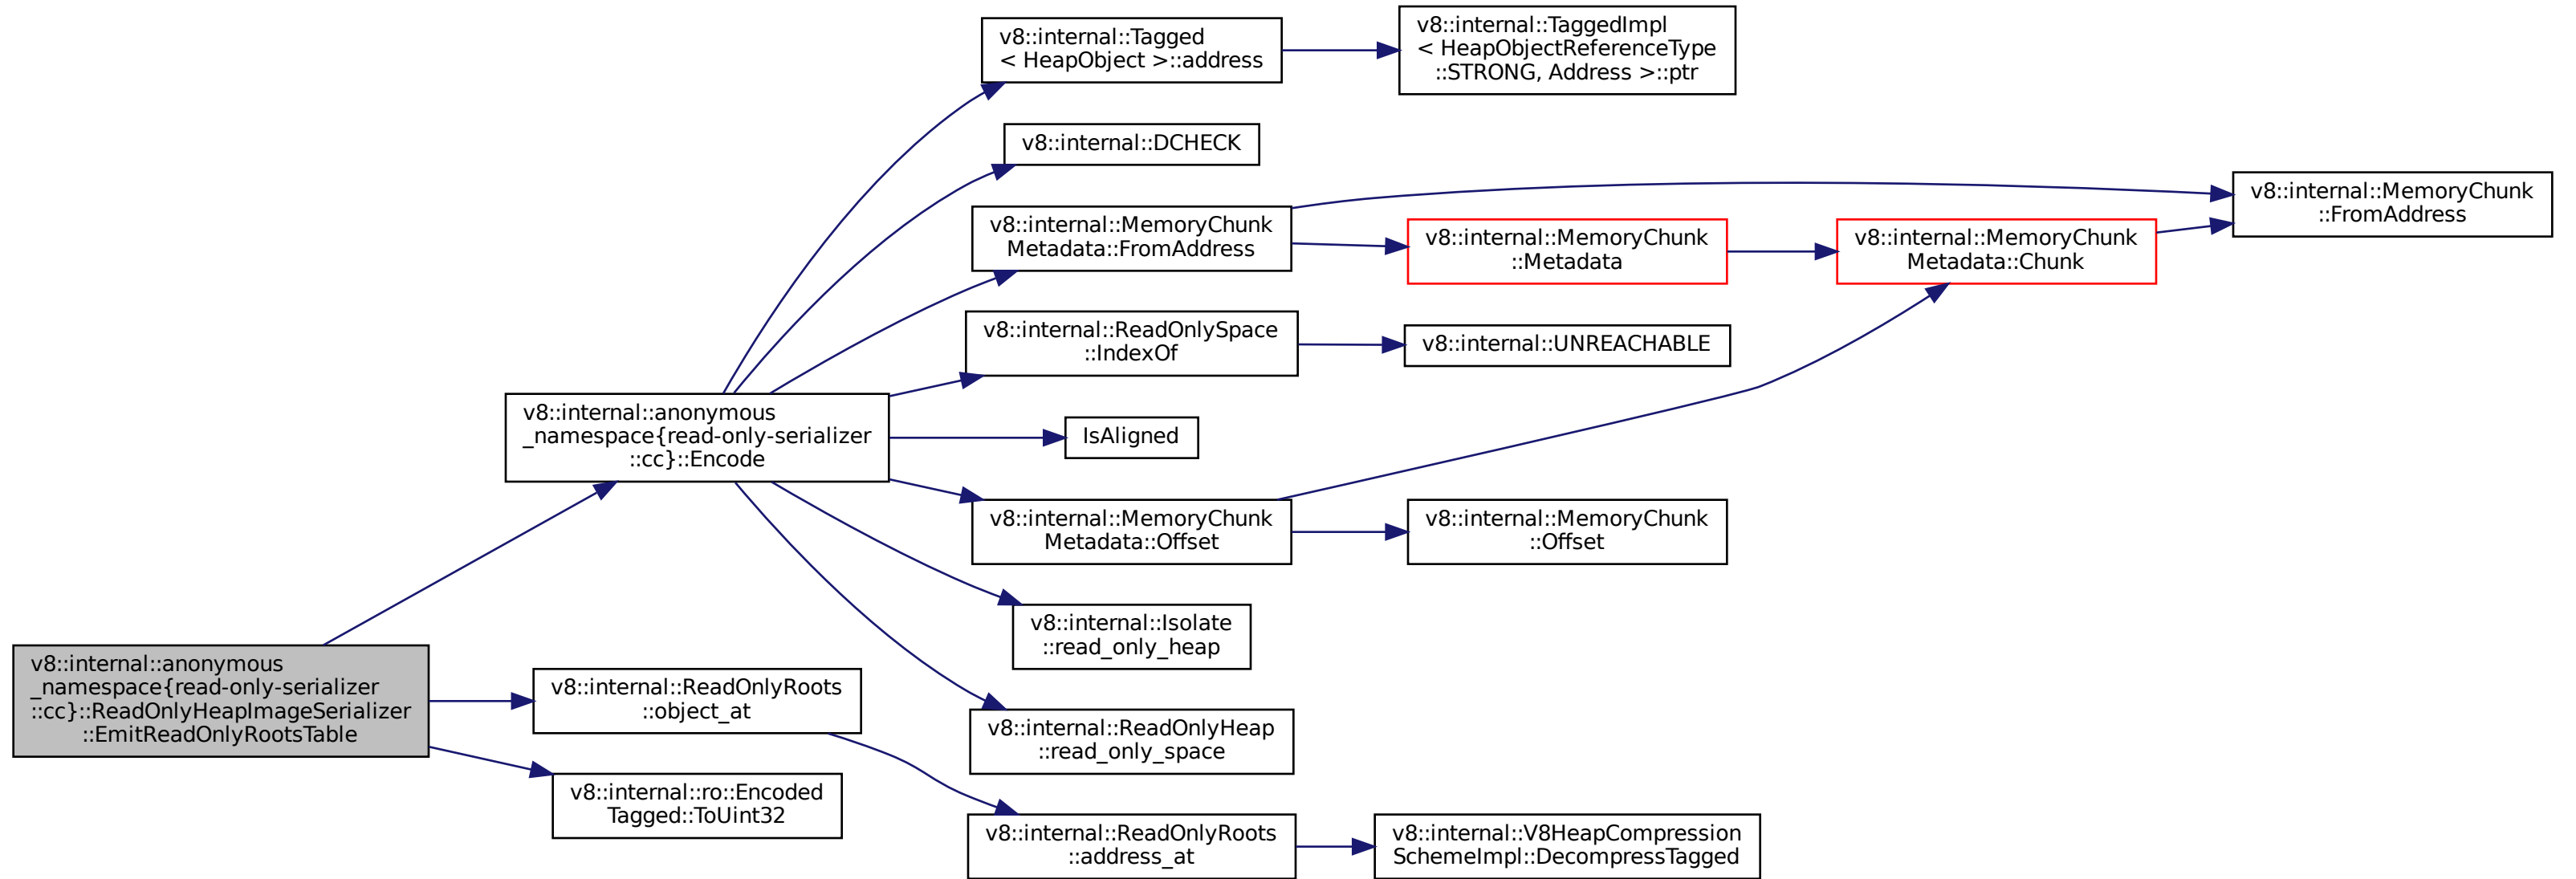 v8::internal::Tagged
< HeapObject >::address
v8::internal::TaggedImpl
< HeapObjectReferenceType
::STRONG, Address >::ptr
v8::internal::DCHECK
v8::internal::MemoryChunk
Metadata::FromAddress
v8::internal::MemoryChunk
::Metadata
v8::internal::MemoryChunk
Metadata::Chunk
v8::internal::MemoryChunk
::FromAddress
v8::internal::ReadOnlySpace
::IndexOf
v8::internal::UNREACHABLE
v8::internal::anonymous
_namespace{read-only-serializer
::cc}::Encode
IsAligned
v8::internal::MemoryChunk
Metadata::Offset
v8::internal::MemoryChunk
::Offset
v8::internal::Isolate
::read_only_heap
v8::internal::anonymous
_namespace{read-only-serializer
::cc}::ReadOnlyHeapImageSerializer
::EmitReadOnlyRootsTable
v8::internal::ReadOnlyRoots
::object_at
v8::internal::ReadOnlyHeap
::read_only_space
v8::internal::ro::Encoded
Tagged::ToUint32
v8::internal::ReadOnlyRoots
::address_at
v8::internal::V8HeapCompression
SchemeImpl::DecompressTagged